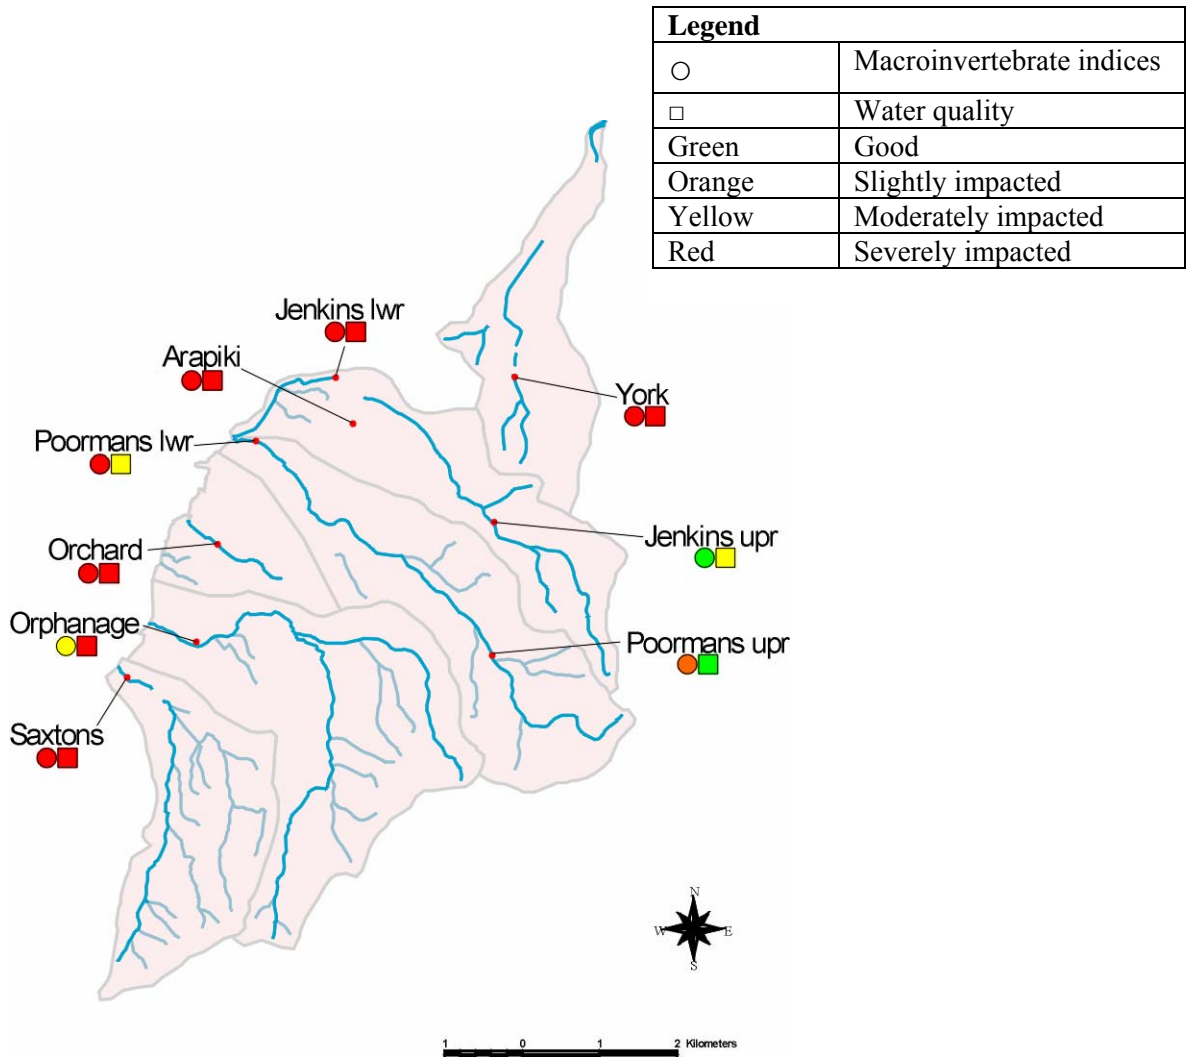 Legend
○ Macroinvertebrate indices
□ Water quality
Green Good
Orange Slightly impacted
Yellow Moderately impacted
Red Severely impacted
Jenkins lwr
Arapiki
York
Poormans lwr
Jenkins upr
Orchard
Orphanage
Poormans upr
Saxtons
N
W E
S
1 0 1 2 Kilometers